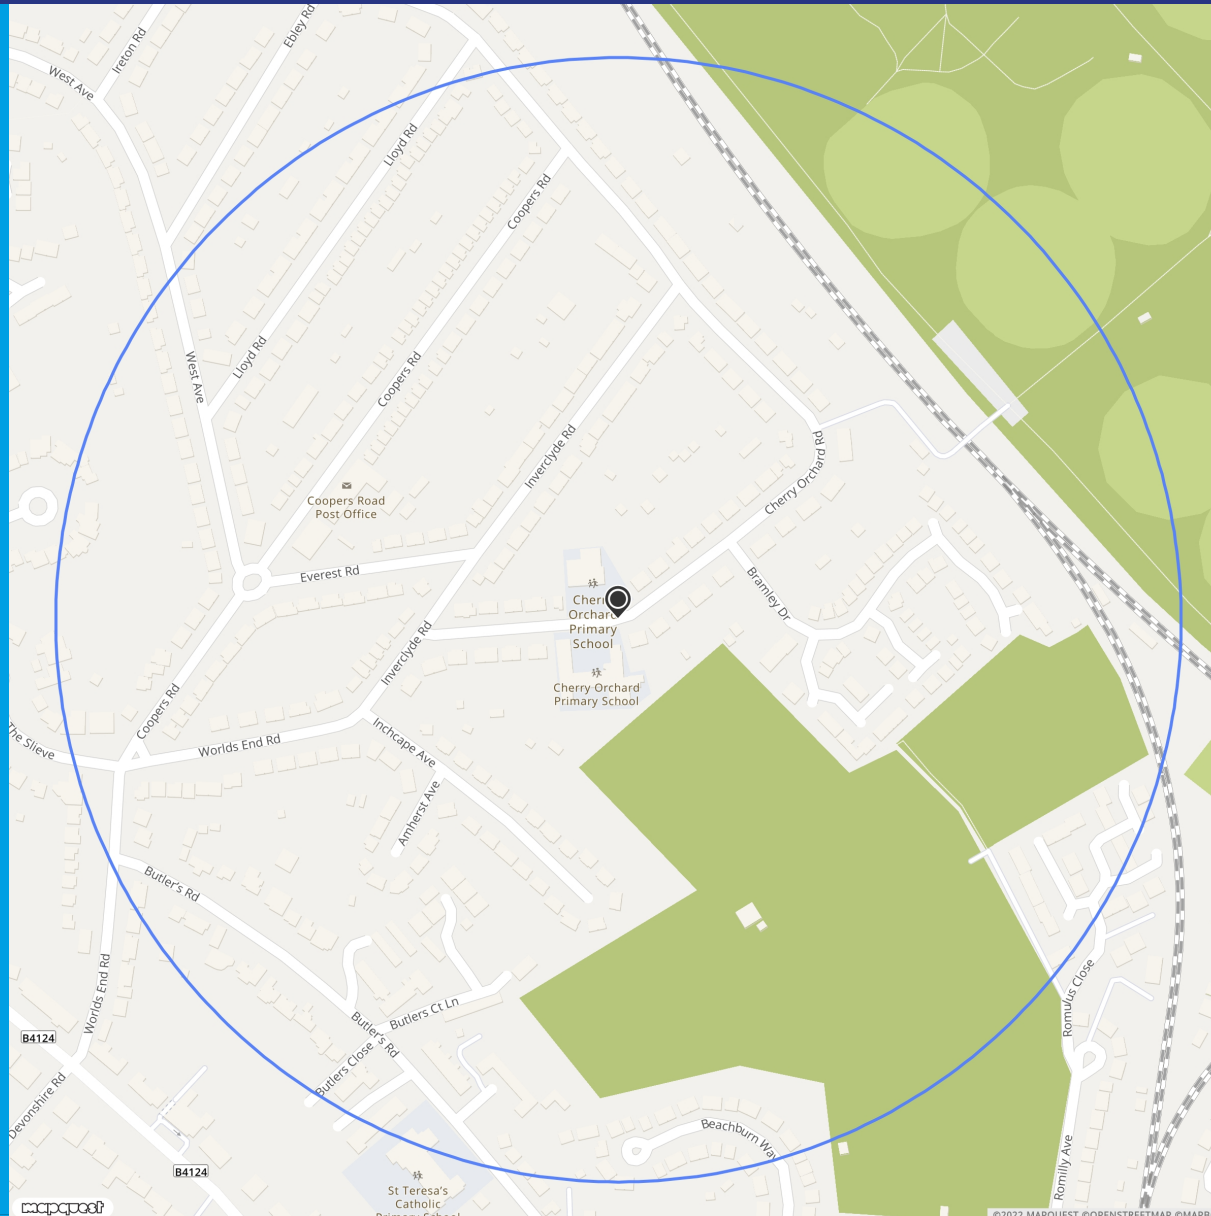 Ireton Rd
Ebley Rd
West Ave
Lloyd Rd
Coopers Rd
Lloyd Rd
West Ave
Coopers Rd
Inverclyde Rd
Cherry Orchard Rd
Coopers Road
Post Office
Everest Rd
Bramley Dr
Cherry
Orchard
Primary
School
Inverclyde Rd
Cherry Orchard
Primary School
Coopers Rd
The Slieve
Worlds End Rd
Inchcape Ave
Amherst Ave
Butler's Rd
Worlds End Rd
Romulus Close
Butlers Ct Ln
Butler's Rd
B4124
Butlers Close
Devonshire Rd
Beachburn Way
B4124
Romilly Ave
St Teresa's
Catholic
Primary School
mapquest
©2022 MAPQUEST ©OPENSTREETMAP ©MAPB